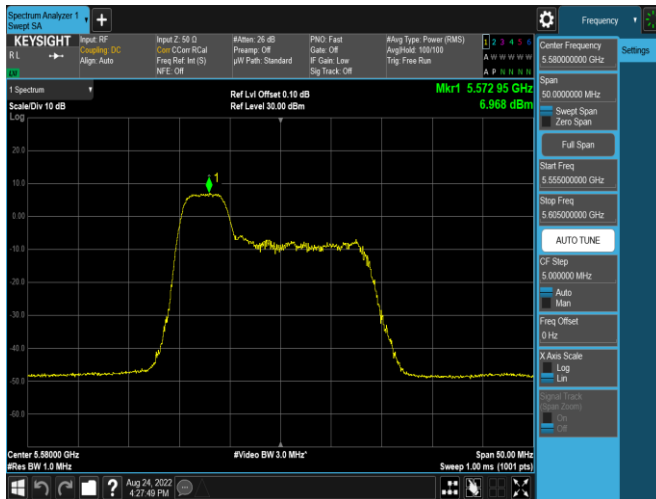 Spectrum Analyzer 1
Swept SA
+
Frequency
KEYSIGHT
RL
LXI
Input: RF
Coupling: DC
Align: Auto
Input Z: 50 Ω
Corr CCorr RCal
Freq Ref: Int (S)
NFE: Off
#Atten: 26 dB
Preamp: Off
µW Path: Standard
PNO: Fast
Gate: Off
IF Gain: Low
Sig Track: Off
#Avg Type: Power (RMS)
Avg|Hold: 100/100
Trig: Free Run
1 2 3 4 5 6
A W W W W W
A P N N N N
Center Frequency
5.580000000 GHz
Settings
Span
50.0000000 MHz
Swept Span
Zero Span
Full Span
Start Freq
5.555000000 GHz
Stop Freq
5.605000000 GHz
AUTO TUNE
CF Step
5.000000 MHz
Auto
Man
Freq Offset
0 Hz
X Axis Scale
Log
Lin
Signal Track
(Span Zoom)
On
Off
1 Spectrum
Scale/Div 10 dB
Log
Ref Lvl Offset 0.10 dB
Ref Level 30.00 dBm
Mkr1 5.572 95 GHz
6.968 dBm
20.0
10.0
0.00
-10.0
-20.0
-30.0
-40.0
-50.0
-60.0
1
Center 5.58000 GHz
#Res BW 1.0 MHz
#Video BW 3.0 MHz*
Span 50.00 MHz
Sweep 1.00 ms (1001 pts)
?
Aug 24, 2022
4:27:49 PM